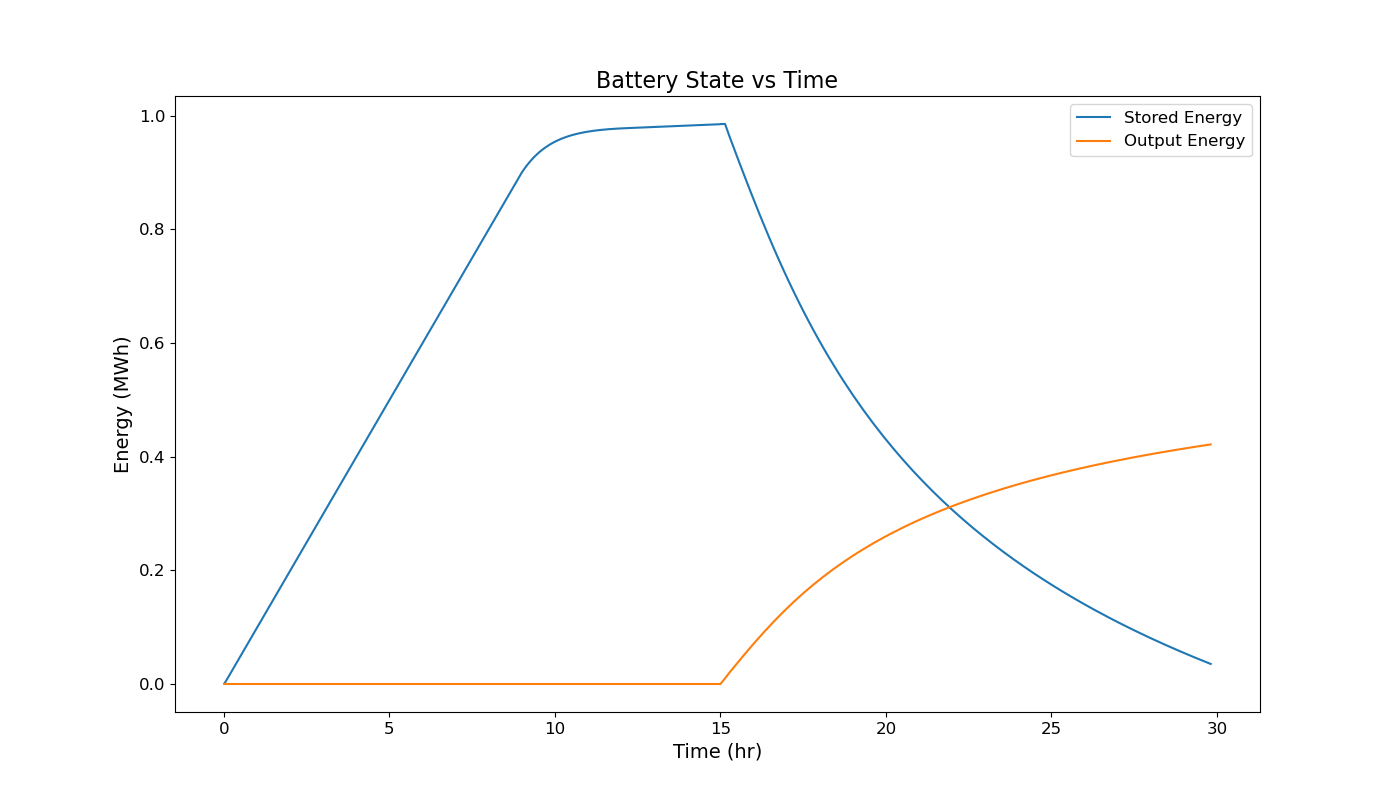 Battery State vs Time
Stored Energy
Output Energy
Energy (MWh)
1.0
0.8
0.6
0.4
0.2
0.0
0 5 10 15 20 25 30
Time (hr)